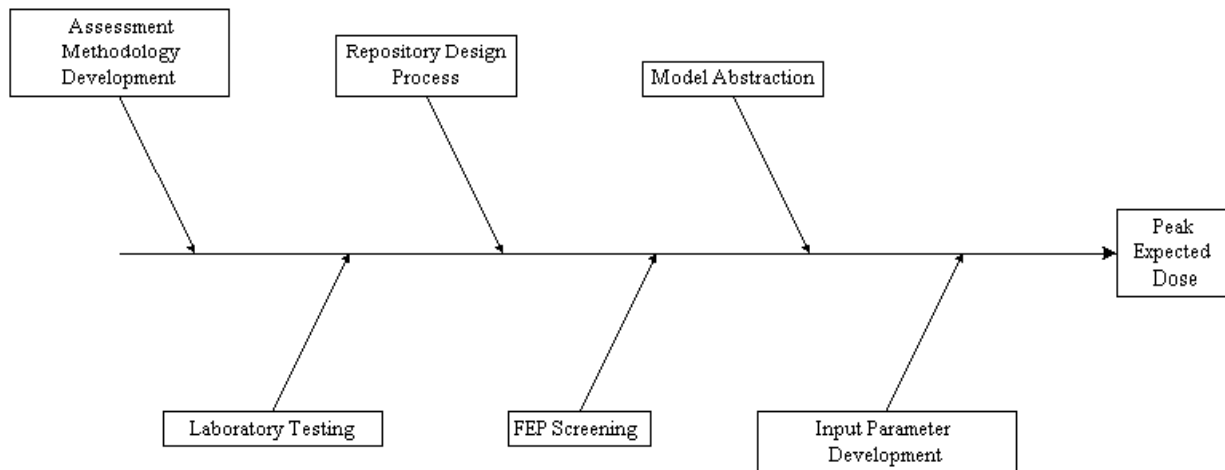 Assessment
Methodology
Development
Repository Design
Process
Model Abstraction
Peak
Expected
Dose
Laboratory Testing
FEP Screening
Input Parameter
Development